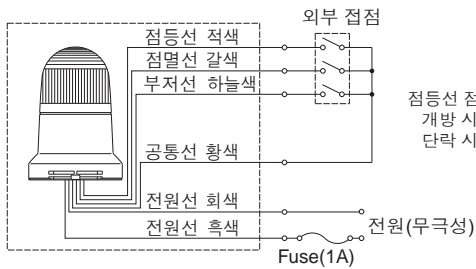 외부 접점
점등선 적색
점멸선 갈색
부저선 하늘색
공통선 황색
전원선 회색
전원선 흑색
전원(무극성)
Fuse(1A)
점등선 점
개방 시
단락 시